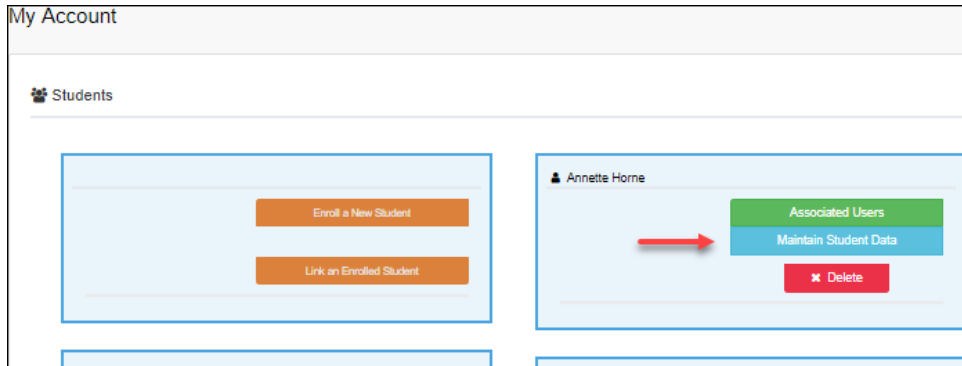 My Account
Students
Enroll a New Student
Link an Enrolled Student
Annette Horne
Associated Users
Maintain Student Data
Delete